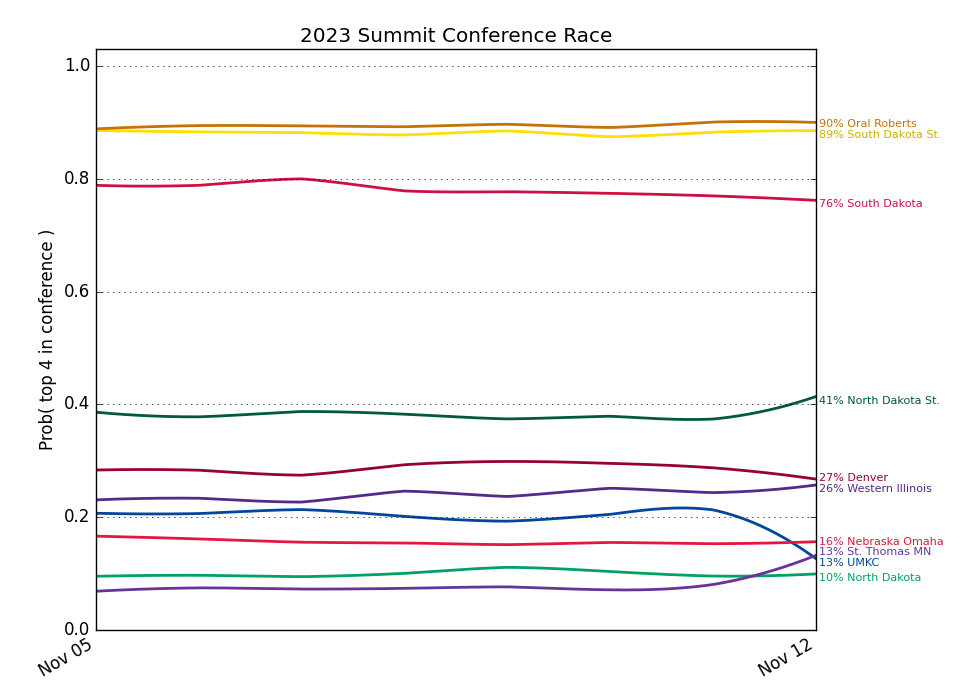 2023 Summit Conference Race
Prob( top 4 in conference )
1.0
0.8
0.6
0.4
0.2
0.0
Nov 05
Nov 12
90% Oral Roberts
89% South Dakota St.
76% South Dakota
41% North Dakota St.
27% Denver
26% Western Illinois
16% Nebraska Omaha
13% St. Thomas MN
13% UMKC
10% North Dakota